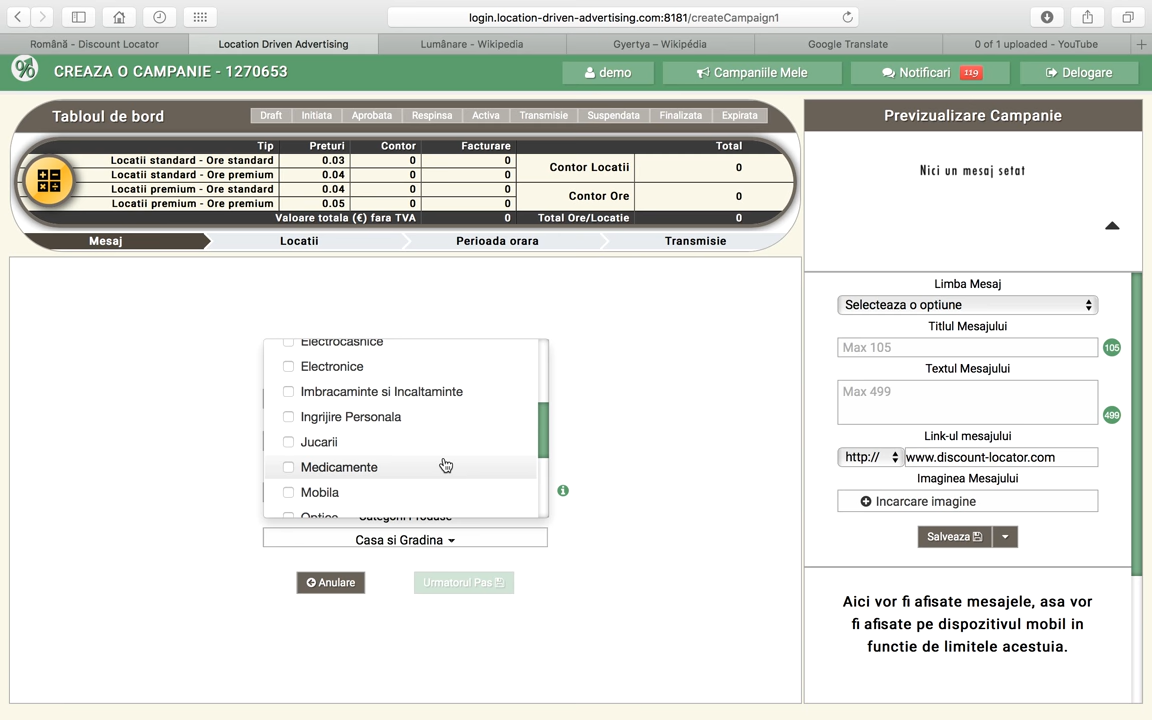 login.location-driven-advertising.com:8181/createCampaign1
Română - Discount Locator
Location Driven Advertising
Lumânare - Wikipedia
Gyertya – Wikipédia
Google Translate
0 of 1 uploaded - YouTube
CREAZA O CAMPANIE - 1270653
demo
Campaniile Mele
Notificari 119
Delogare
Tabloul de bord
Draft Initiata Aprobata Respinsa Activa Transmisie Suspendata Finalizata Expirata
Tip Preturi Contor Facturare Total
Locatii standard - Ore standard 0.03 0 0
Locatii standard - Ore premium 0.04 0 0
Locatii premium - Ore standard 0.04 0 0
Locatii premium - Ore premium 0.05 0 0
Contor Locatii 0
Contor Ore 0
Valoare totala (€) fara TVA 0 Total Ore/Locatie 0
Mesaj Locatii Perioada orara Transmisie
Electrocasnice
Electronice
Imbracaminte si Incaltaminte
Ingrijire Personala
Jucarii
Medicamente
Mobila
Optica
Categorii Produse
Casa si Gradina
Anulare
Urmatorul Pas
Previzualizare Campanie
Nici un mesaj setat
Limba Mesaj
Selecteaza o optiune
Titlul Mesajului
Max 105
105
Textul Mesajului
Max 499
499
Link-ul mesajului
http:// www.discount-locator.com
Imaginea Mesajului
Incarcare imagine
Salveaza
Aici vor fi afisate mesajele, asa vor
fi afisate pe dispozitivul mobil in
functie de limitele acestuia.